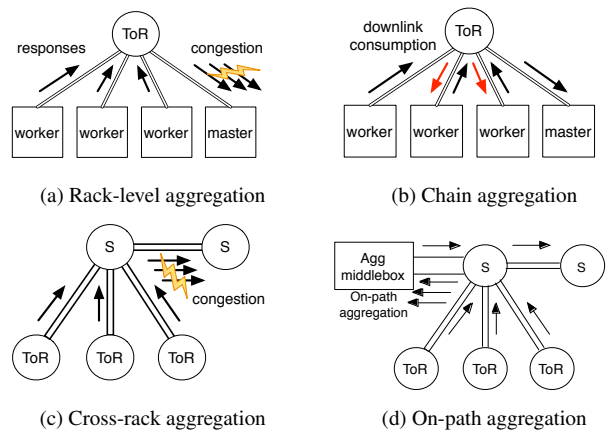 ToR
responses
congestion
worker
worker
worker
master
(a) Rack-level aggregation
downlink
consumption
ToR
worker
worker
worker
master
(b) Chain aggregation
S
S
congestion
ToR
ToR
ToR
(c) Cross-rack aggregation
Agg
middlebox
S
S
On-path
aggregation
ToR
ToR
ToR
(d) On-path aggregation